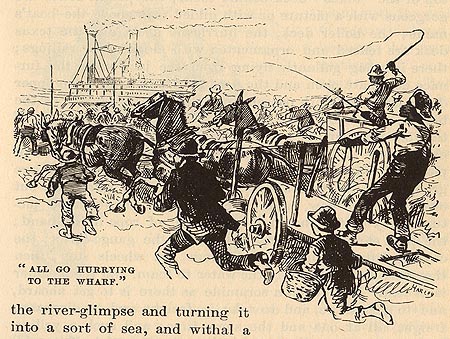 "ALL GO HURRYING
TO THE WHARF."
the river-glimpse and turning it
into a sort of sea, and withal a